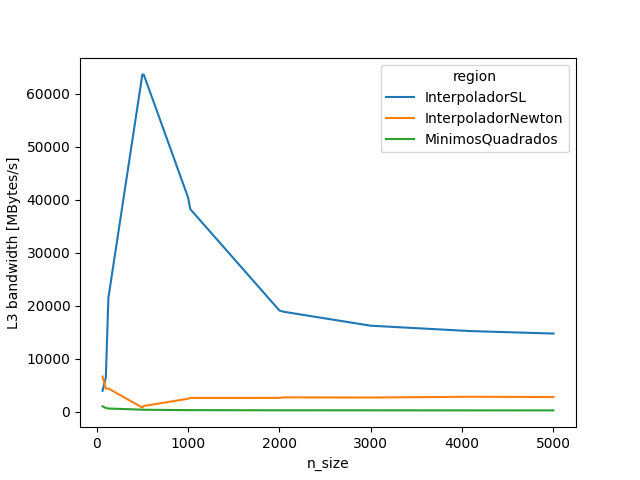 region
InterpoladorSL
InterpoladorNewton
MinimosQuadrados
L3 bandwidth [MBytes/s]
60000
50000
40000
30000
20000
10000
0
0 1000 2000 3000 4000 5000
n_size